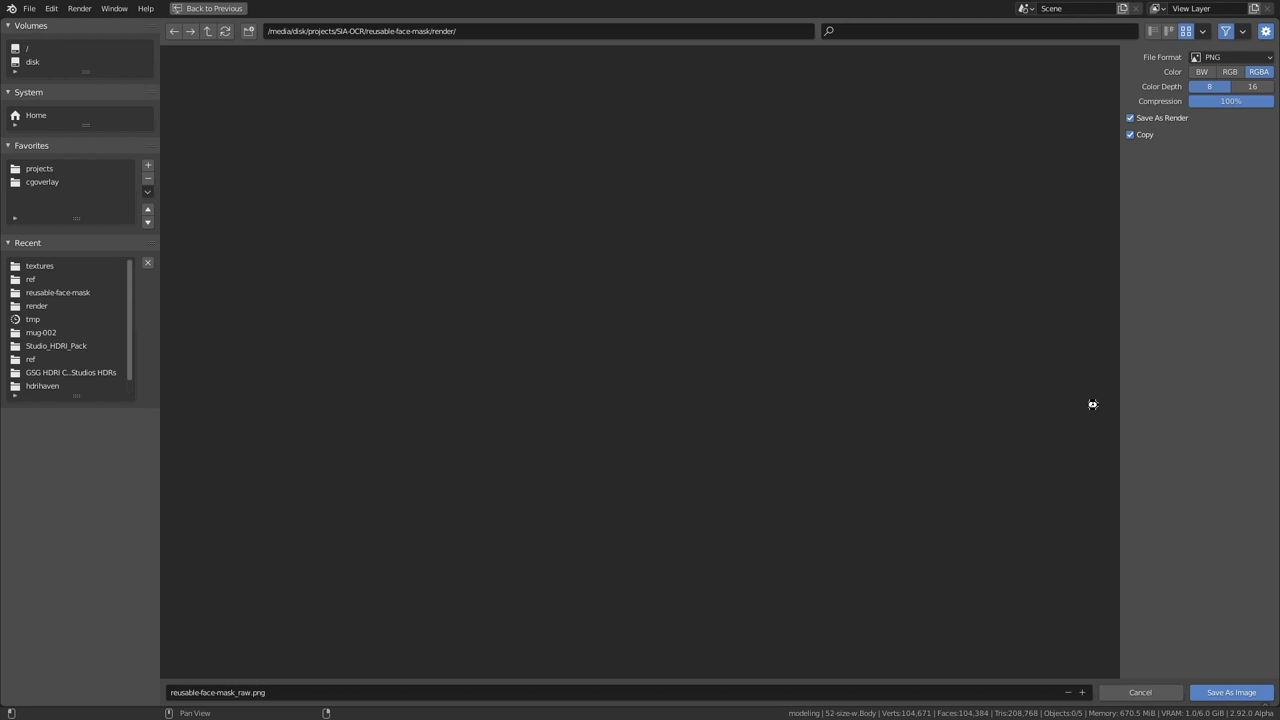 File Edit Render Window Help Back to Previous Scene View Layer
Volumes
/media/disk/projects/SIA-OCR/reusable-face-mask/render/
/
disk
System
Home
Favorites
projects
cgoverlay
Recent
textures
ref
reusable-face-mask
render
tmp
mug-002
Studio_HDRI_Pack
ref
GSG HDRI C...Studios HDRs
hdrihaven
File Format PNG
Color BW RGB RGBA
Color Depth 8 16
Compression 100%
Save As Render
Copy
reusable-face-mask_raw.png
Cancel Save As Image
Pan View
modeling | 52-size-w.Body | Verts:104,671 | Faces:104,384 | Tris:208,768 | Objects:0/5 | Memory: 670.5 MiB | VRAM: 1.0/6.0 GiB | 2.92.0 Alpha